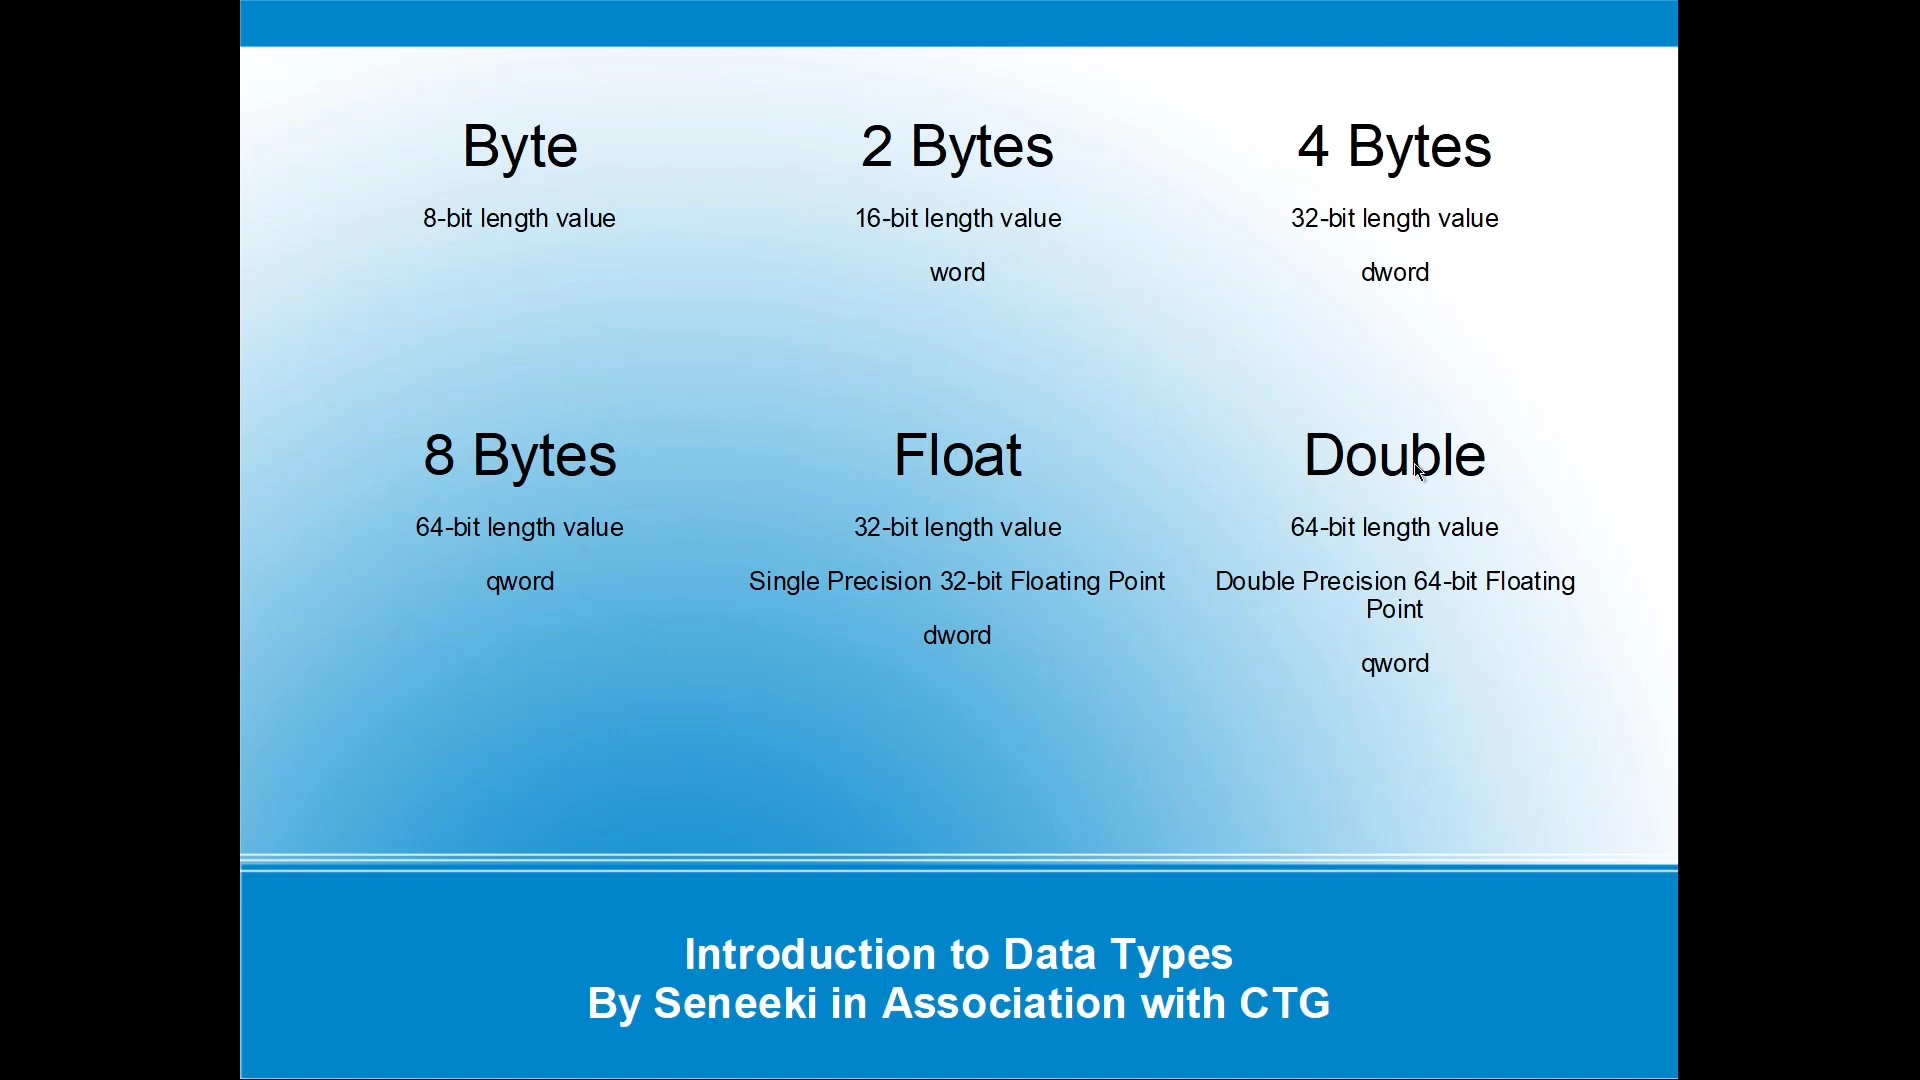 Byte
8-bit length value
2 Bytes
16-bit length value
word
4 Bytes
32-bit length value
dword
8 Bytes
64-bit length value
qword
Float
32-bit length value
Single Precision 32-bit Floating Point
dword
Double
64-bit length value
Double Precision 64-bit Floating
Point
qword
Introduction to Data Types
By Seneeki in Association with CTG